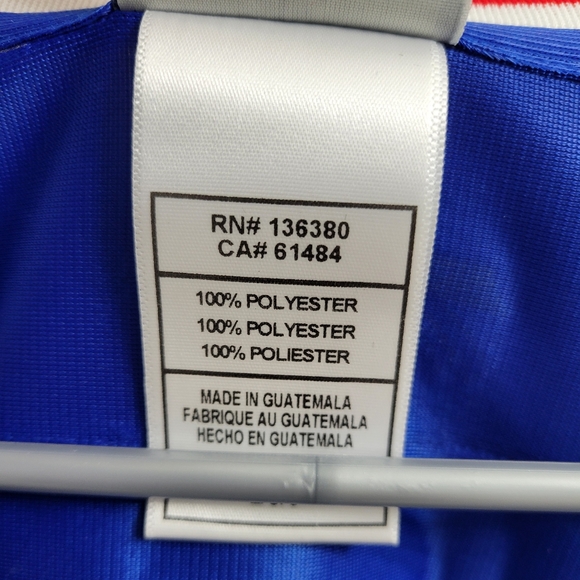 RN# 136380
CA# 61484
100% POLYESTER
100% POLYESTER
100% POLIESTER
MADE IN GUATEMALA
FABRIQUE AU GUATEMALA
HECHO EN GUATEMALA